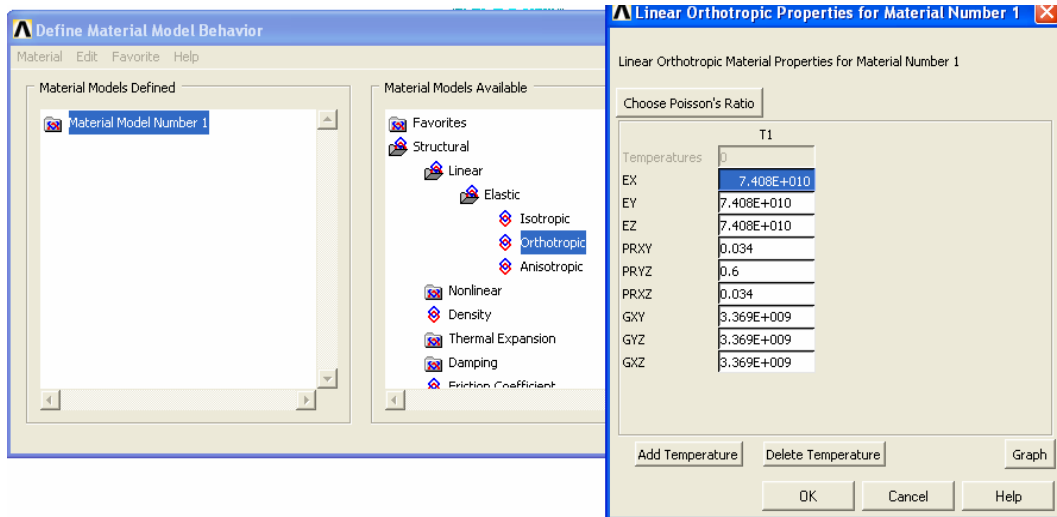 Define Material Model Behavior
Material Edit Favorite Help
Material Models Defined
Material Model Number 1
Material Models Available
Favorites
Structural
Linear
Elastic
Isotropic
Orthotropic
Anisotropic
Nonlinear
Density
Thermal Expansion
Damping
Friction Coefficient
Linear Orthotropic Properties for Material Number 1
Linear Orthotropic Material Properties for Material Number 1
Choose Poisson's Ratio
T1
Temperatures 0
EX 7.408E+010
EY 7.408E+010
EZ 7.408E+010
PRXY 0.034
PRYZ 0.6
PRXZ 0.034
GXY 3.369E+009
GYZ 3.369E+009
GXZ 3.369E+009
Add Temperature Delete Temperature Graph
OK Cancel Help